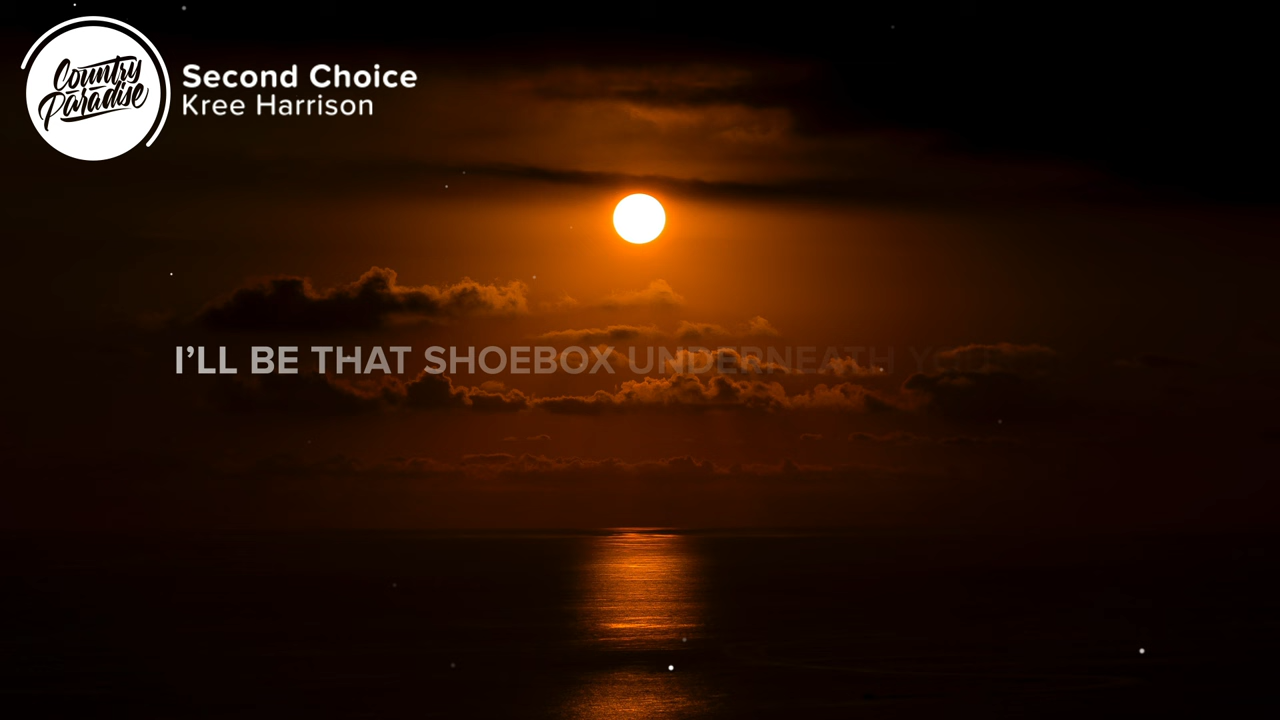 Country
Paradise
Second Choice
Kree Harrison
I'LL BE THAT SHOEBOX UNDERNEATH